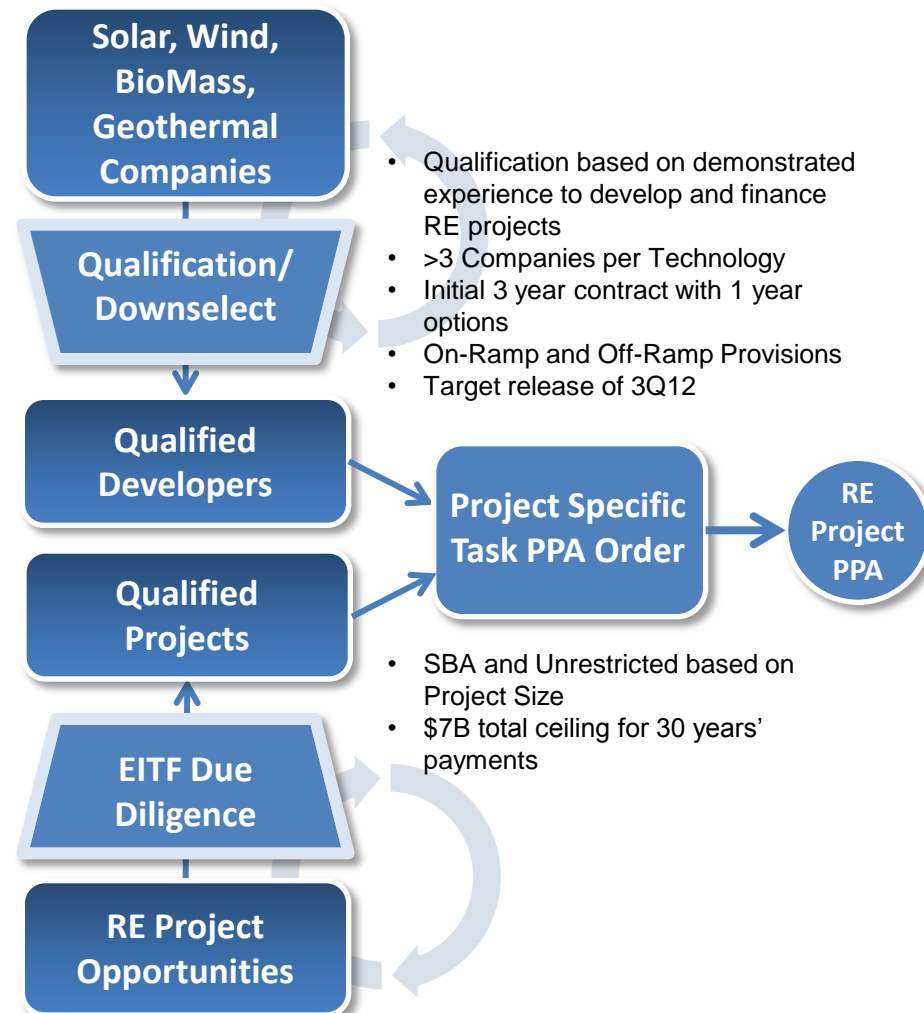 Solar, Wind,
BioMass,
Geothermal
Companies
Qualification/
Downselect
• Qualification based on demonstrated
experience to develop and finance
RE projects
• >3 Companies per Technology
• Initial 3 year contract with 1 year
options
• On-Ramp and Off-Ramp Provisions
• Target release of 3Q12
Qualified
Developers
Project Specific
Task PPA Order
RE
Project
PPA
Qualified
Projects
• SBA and Unrestricted based on
Project Size
• $7B total ceiling for 30 years’
payments
EITF Due
Diligence
RE Project
Opportunities